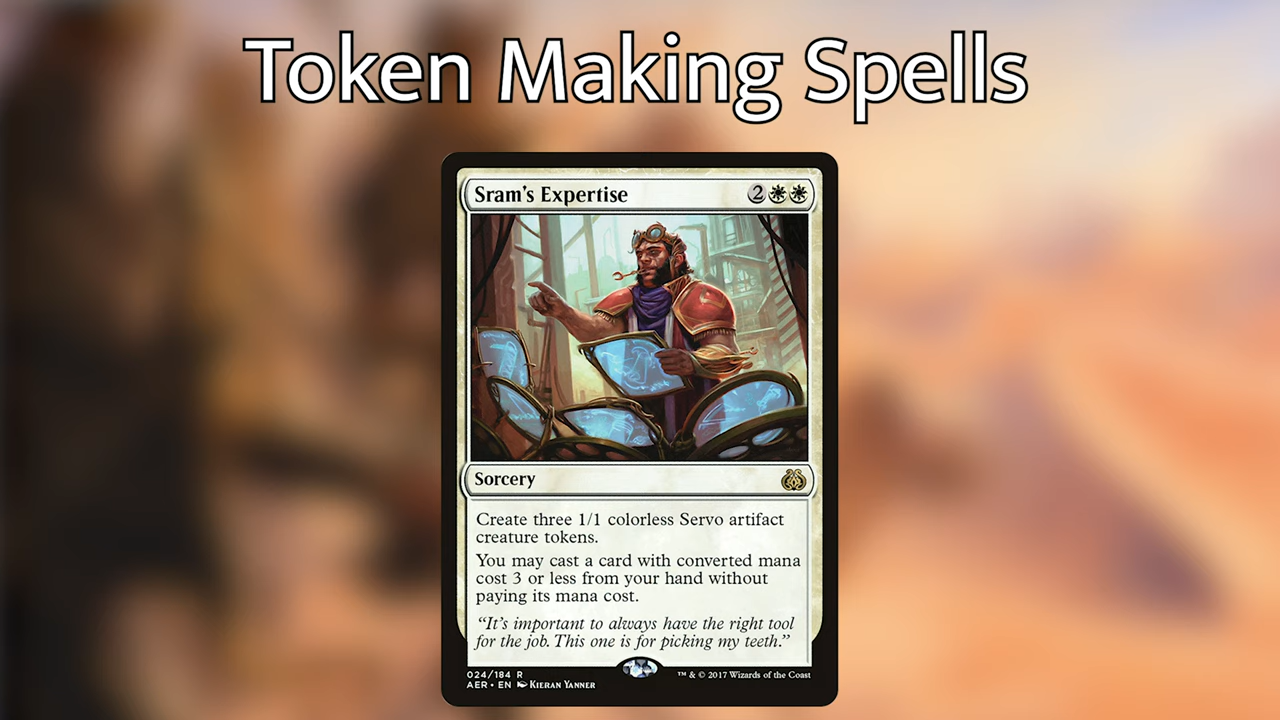 Token Making Spells
Sram's Expertise 2
Sorcery
Create three 1/1 colorless Servo artifact
creature tokens.
You may cast a card with converted mana
cost 3 or less from your hand without
paying its mana cost.
“It's important to always have the right tool
for the job. This one is for picking my teeth.”
024/184 R
AER • EN Kieran Yanner
™ & © 2017 Wizards of the Coast